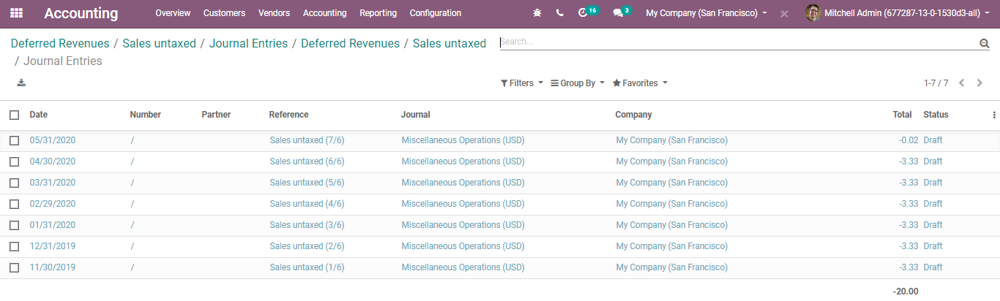 Accounting Overview Customers Vendors Accounting Reporting Configuration 16 3 My Company (San Francisco) Mitchell Admin (677287-13-0-1530d3-all)
Deferred Revenues / Sales untaxed / Journal Entries / Deferred Revenues / Sales untaxed Search...
/ Journal Entries
Filters Group By Favorites 1-7 / 7
Date Number Partner Reference Journal Company Total Status
05/31/2020 / Sales untaxed (7/6) Miscellaneous Operations (USD) My Company (San Francisco) -0.02 Draft
04/30/2020 / Sales untaxed (6/6) Miscellaneous Operations (USD) My Company (San Francisco) -3.33 Draft
03/31/2020 / Sales untaxed (5/6) Miscellaneous Operations (USD) My Company (San Francisco) -3.33 Draft
02/29/2020 / Sales untaxed (4/6) Miscellaneous Operations (USD) My Company (San Francisco) -3.33 Draft
01/31/2020 / Sales untaxed (3/6) Miscellaneous Operations (USD) My Company (San Francisco) -3.33 Draft
12/31/2019 / Sales untaxed (2/6) Miscellaneous Operations (USD) My Company (San Francisco) -3.33 Draft
11/30/2019 / Sales untaxed (1/6) Miscellaneous Operations (USD) My Company (San Francisco) -3.33 Draft
-20.00